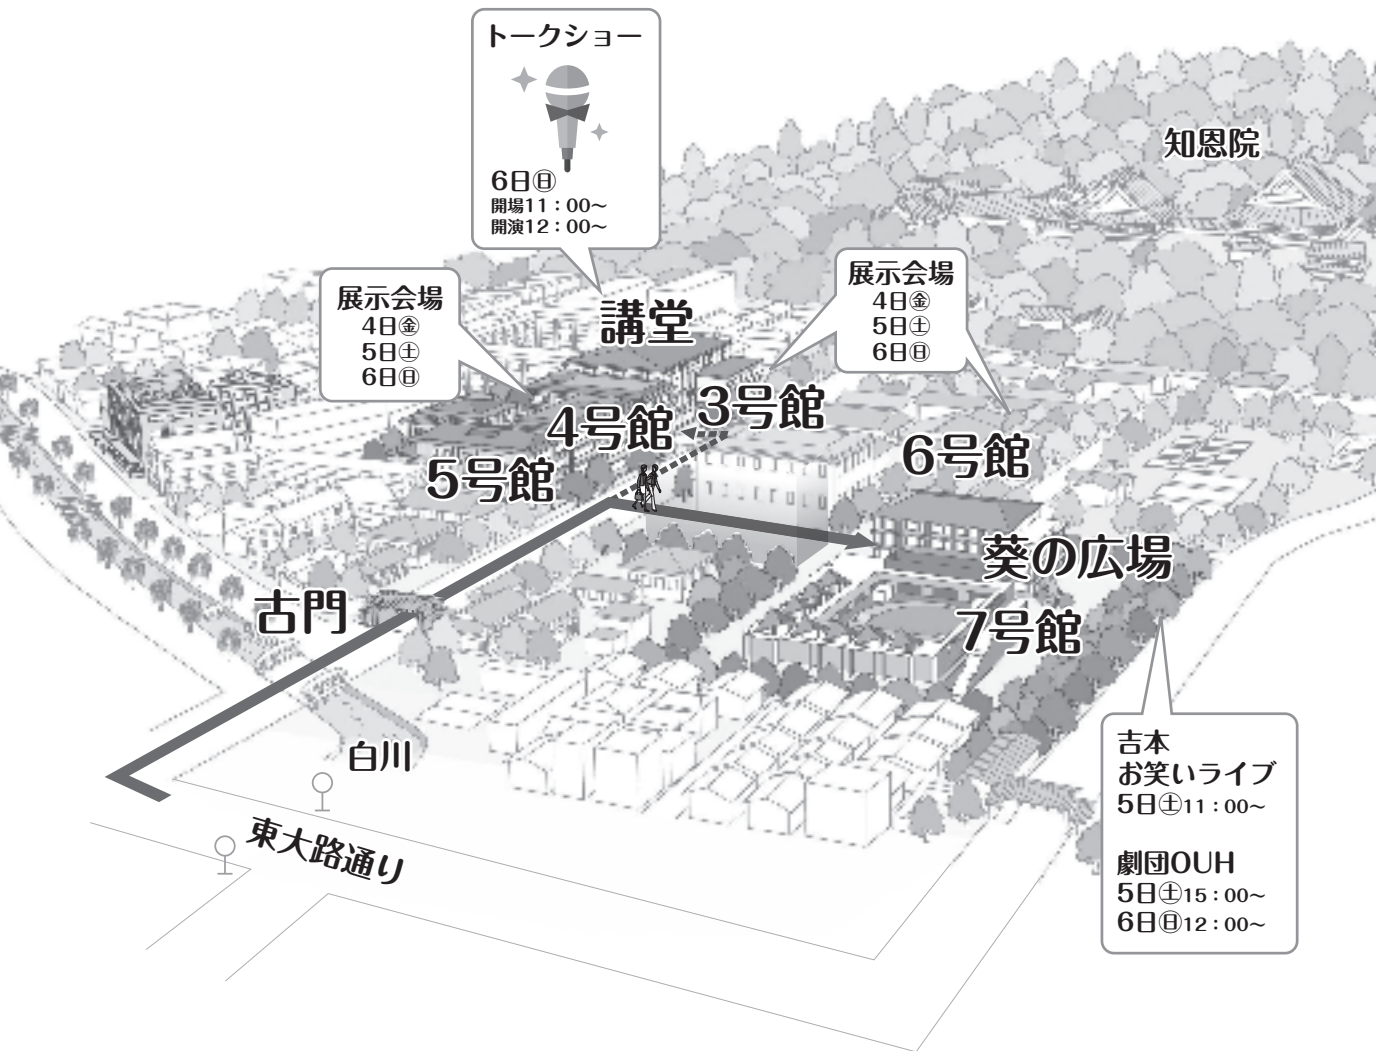 トークショー
6日㊐
開場11：00～
開演12：00～
知恩院
展示会場
4日㊎
5日㊏
6日㊐
展示会場
4日㊎
5日㊏
6日㊐
講堂
3号館
4号館
5号館
6号館
葵の広場
7号館
古門
白川
東大路通り
吉本
お笑いライブ
5日㊏11：00～
劇団OUH
5日㊏15：00～
6日㊐12：00～